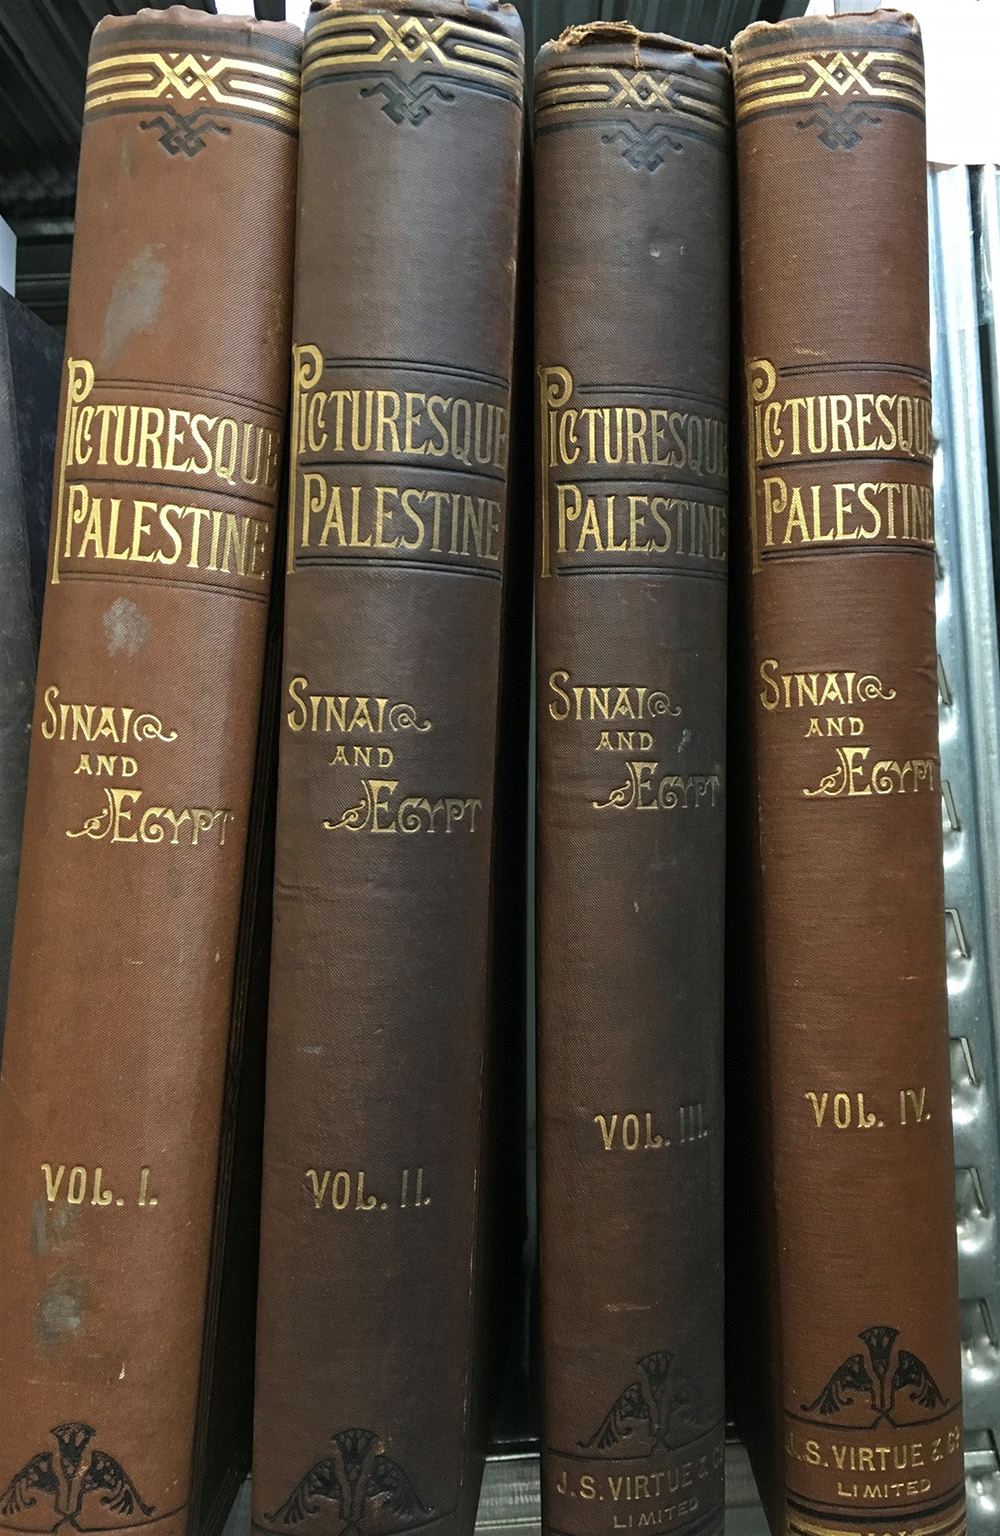 PICTURESQUE
PALESTINE
SINAI
AND
EGYPT
VOL. I.
PICTURESQUE
PALESTINE
SINAI
AND
EGYPT
VOL. II.
PICTURESQUE
PALESTINE
SINAI
AND
EGYPT
VOL. III.
J. S. VIRTUE & Co
LIMITED
PICTURESQUE
PALESTINE
SINAI
AND
EGYPT
VOL. IV.
J. S. VIRTUE & Co
LIMITED